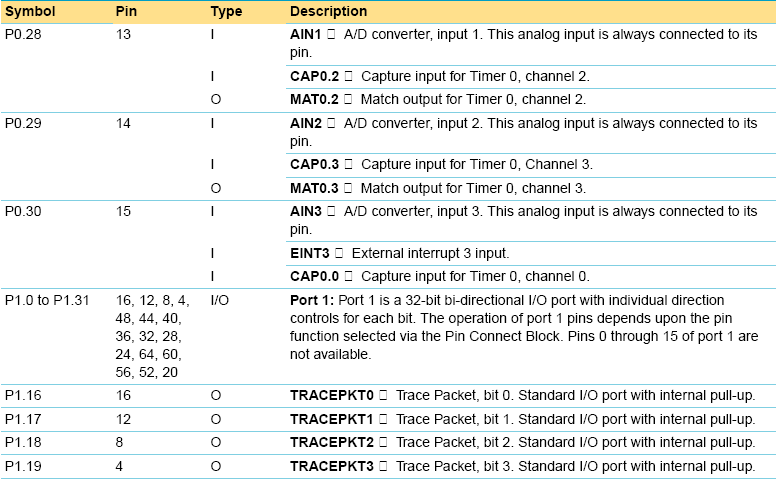 Symbol Pin Type Description
P0.28 13 I AIN1 □ A/D converter, input 1. This analog input is always connected to its
pin.
I CAP0.2 □ Capture input for Timer 0, channel 2.
O MAT0.2 □ Match output for Timer 0, channel 2.
P0.29 14 I AIN2 □ A/D converter, input 2. This analog input is always connected to its
pin.
I CAP0.3 □ Capture input for Timer 0, Channel 3.
O MAT0.3 □ Match output for Timer 0, channel 3.
P0.30 15 I AIN3 □ A/D converter, input 3. This analog input is always connected to its
pin.
I EINT3 □ External interrupt 3 input.
I CAP0.0 □ Capture input for Timer 0, channel 0.
P1.0 to P1.31 16, 12, 8, 4, I/O Port 1: Port 1 is a 32-bit bi-directional I/O port with individual direction
48, 44, 40, controls for each bit. The operation of port 1 pins depends upon the pin
36, 32, 28, function selected via the Pin Connect Block. Pins 0 through 15 of port 1 are
24, 64, 60, not available.
56, 52, 20
P1.16 16 O TRACEPKT0 □ Trace Packet, bit 0. Standard I/O port with internal pull-up.
P1.17 12 O TRACEPKT1 □ Trace Packet, bit 1. Standard I/O port with internal pull-up.
P1.18 8 O TRACEPKT2 □ Trace Packet, bit 2. Standard I/O port with internal pull-up.
P1.19 4 O TRACEPKT3 □ Trace Packet, bit 3. Standard I/O port with internal pull-up.